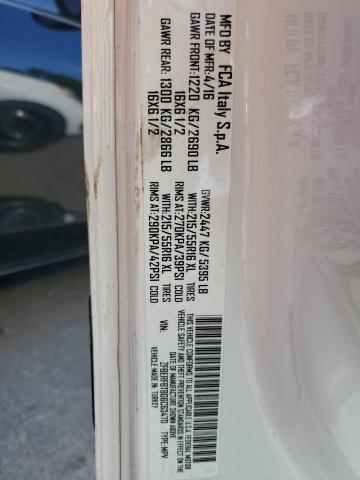 MFD BY FCA Italy S.p.A.
DATE OF MFR: 4/16 GVWR: 2447 KG/ 5395 LB
GAWR FRONT: 1220 KG/ 2690 LB WITH: 215/55R16 XL TIRES
16X6 1/2 RIMS AT: 270KPA/39PSI COLD
GAWR REAR: 1300 KG/ 2866 LB WITH: 215/55R16 XL TIRES
16X6 1/2 RIMS AT: 290KPA/42PSI COLD
THIS VEHICLE CONFORMS TO ALL APPLICABLE U.S.A. FEDERAL MOTOR
VEHICLE SAFETY AND THEFT PREVENTION STANDARDS IN EFFECT ON THE
DATE OF MANUFACTURE SHOWN ABOVE
VIN: TYPE: MPV
VEHICLE MADE IN: TURKEY